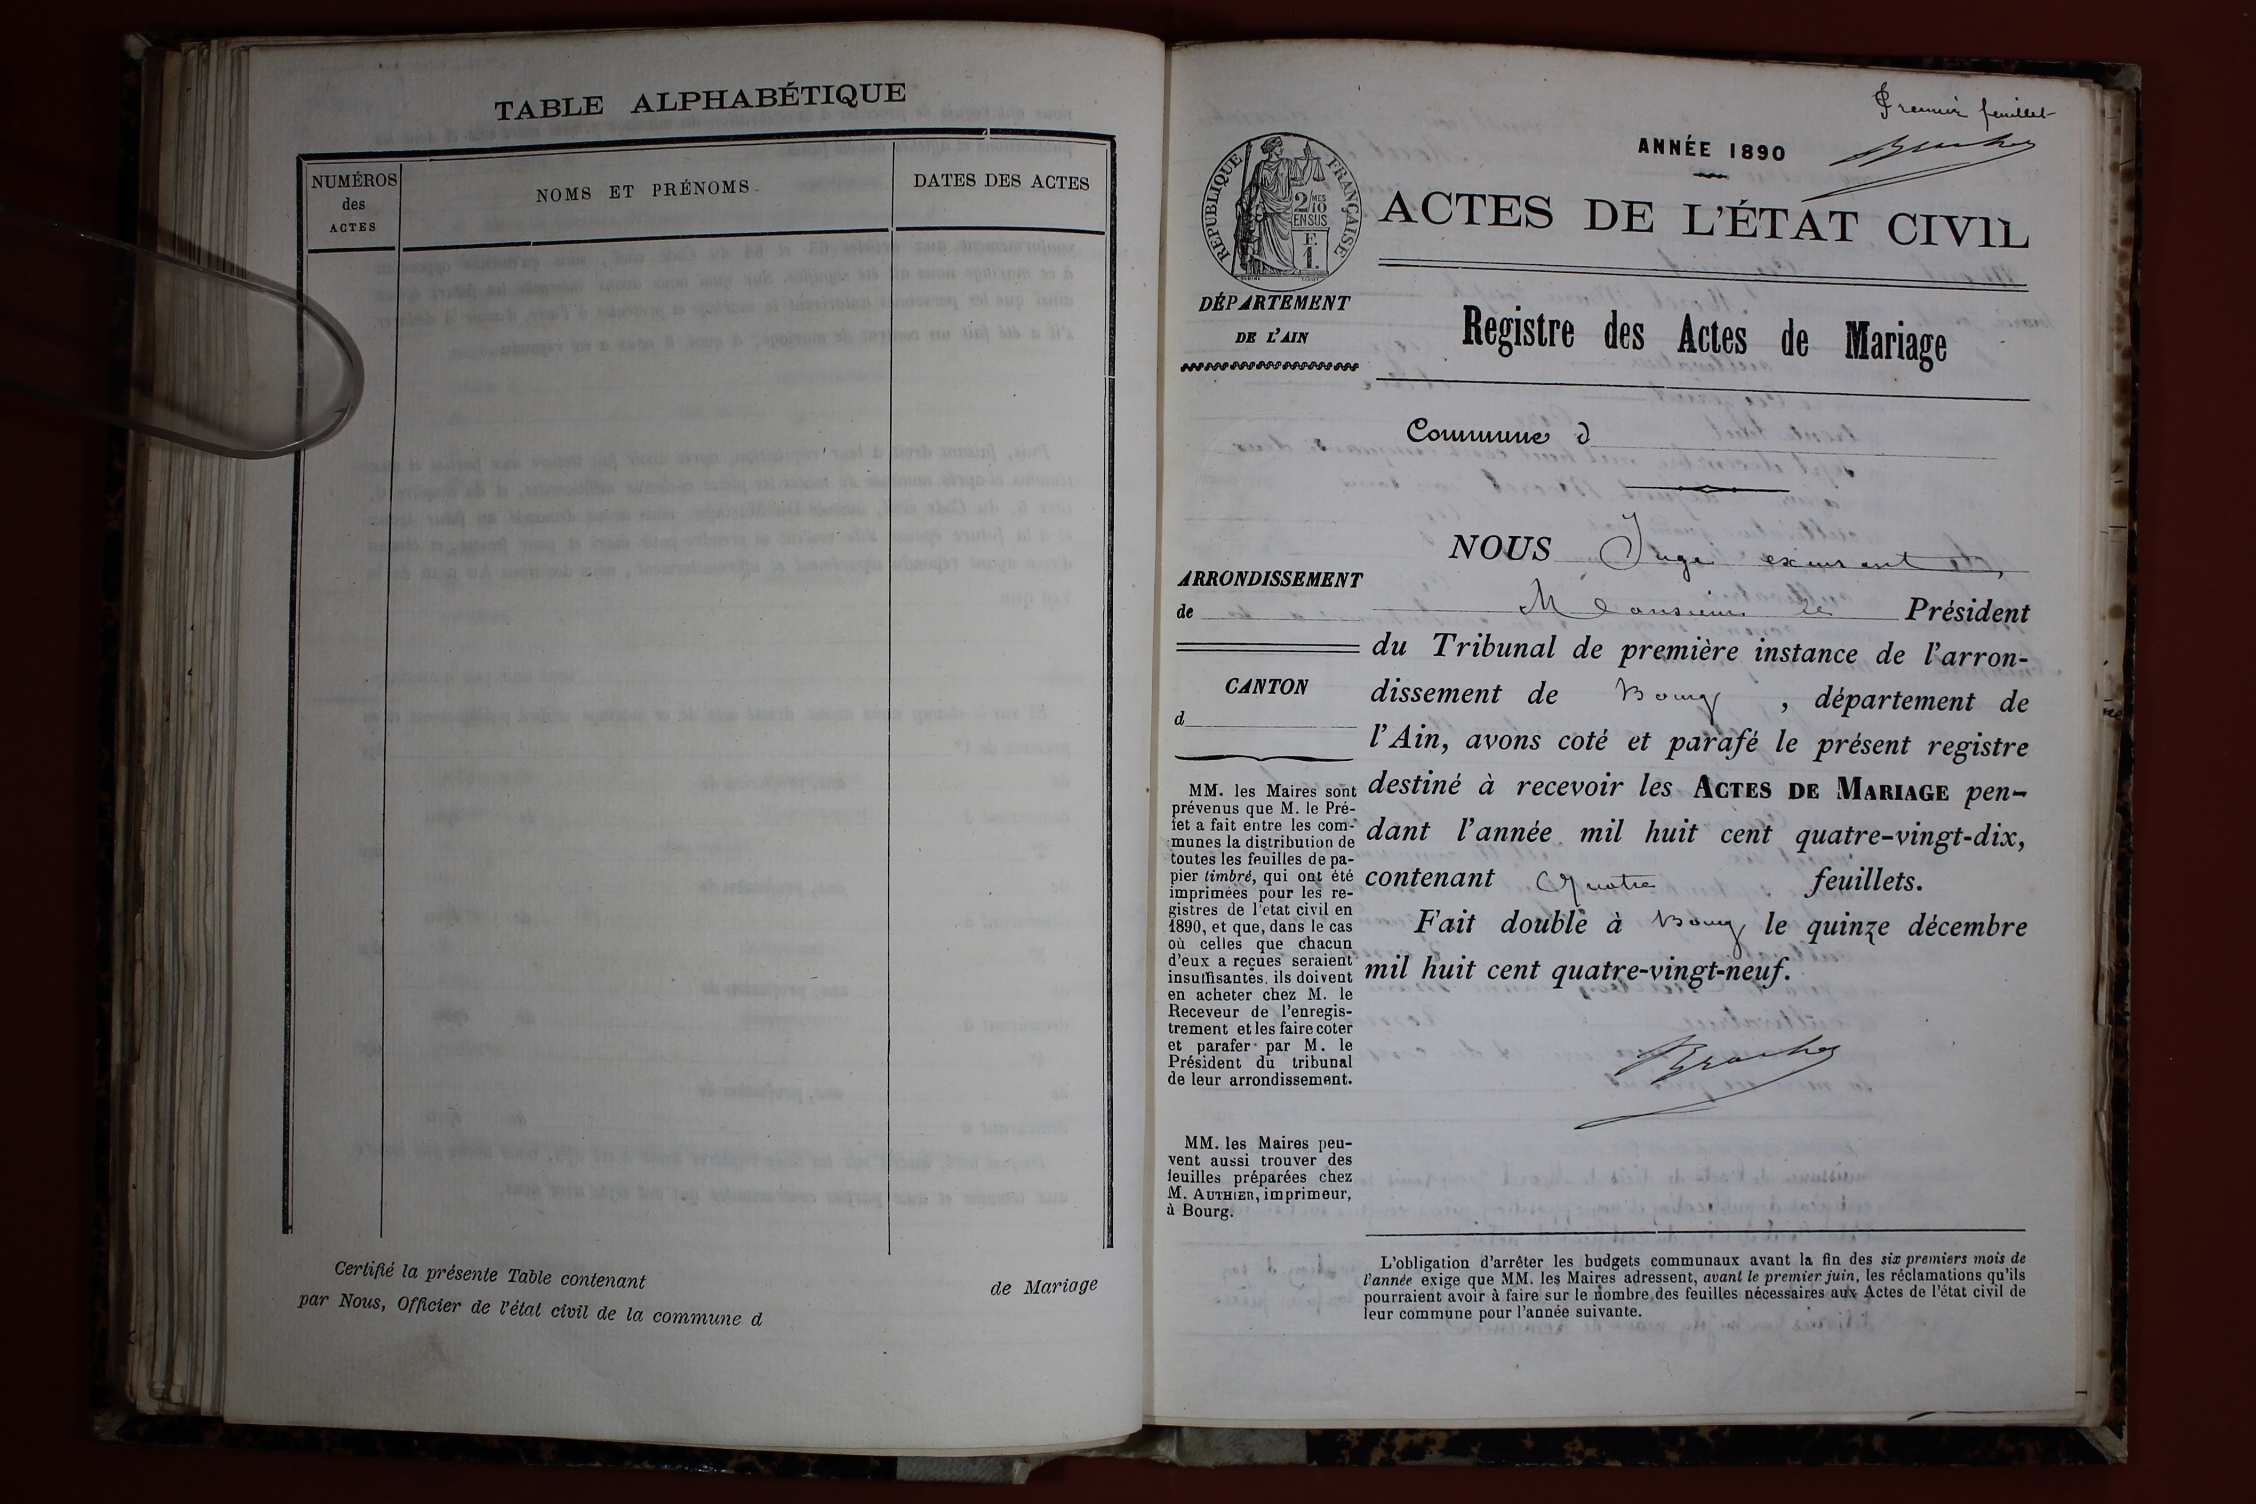 TABLE ALPHABÉTIQUE
NUMÉROS
des
ACTES
NOMS ET PRÉNOMS
DATES DES ACTES
Certifié la présente Table contenant de Mariage
par Nous, Officier de l'état civil de la commune d
Premier feuillet
ANNÉE 1890
RÉPUBLIQUE FRANÇAISE
2/10 MES
EN SUS
F.
1.
ACTES DE L'ÉTAT CIVIL
DÉPARTEMENT
DE L'AIN
Registre des Actes de Mariage
Commune d
ARRONDISSEMENT
de
CANTON
d
MM. les Maires sont
prévenus que M. le Pré-
fet a fait entre les com-
munes la distribution de
toutes les feuilles de pa-
pier timbré, qui ont été
imprimées pour les re-
gistres de l'etat civil en
1890, et que, dans le cas
où celles que chacun
d'eux a reçues seraient
insuffisantes, ils doivent
en acheter chez M. le
Receveur de l'enregis-
trement et les faire coter
et parafer par M. le
Président du tribunal
de leur arrondissement.
MM. les Maires peu-
vent aussi trouver des
feuilles préparées chez
M. AUTHIER, imprimeur,
à Bourg.
NOUS Juge
Monsieur le Président
du Tribunal de première instance de l'arron-
dissement de Bourg, département de
l'Ain, avons coté et parafé le présent registre
destiné à recevoir les ACTES DE MARIAGE pen-
dant l'année mil huit cent quatre-vingt-dix,
contenant Quatre feuillets.
Fait double à Bourg, le quinze décembre
mil huit cent quatre-vingt-neuf.
L'obligation d'arrêter les budgets communaux avant la fin des six premiers mois de
l'année exige que MM. les Maires adressent, avant le premier juin, les réclamations qu'ils
pourraient avoir à faire sur le nombre des feuilles nécessaires aux Actes de l'état civil de
leur commune pour l'année suivante.